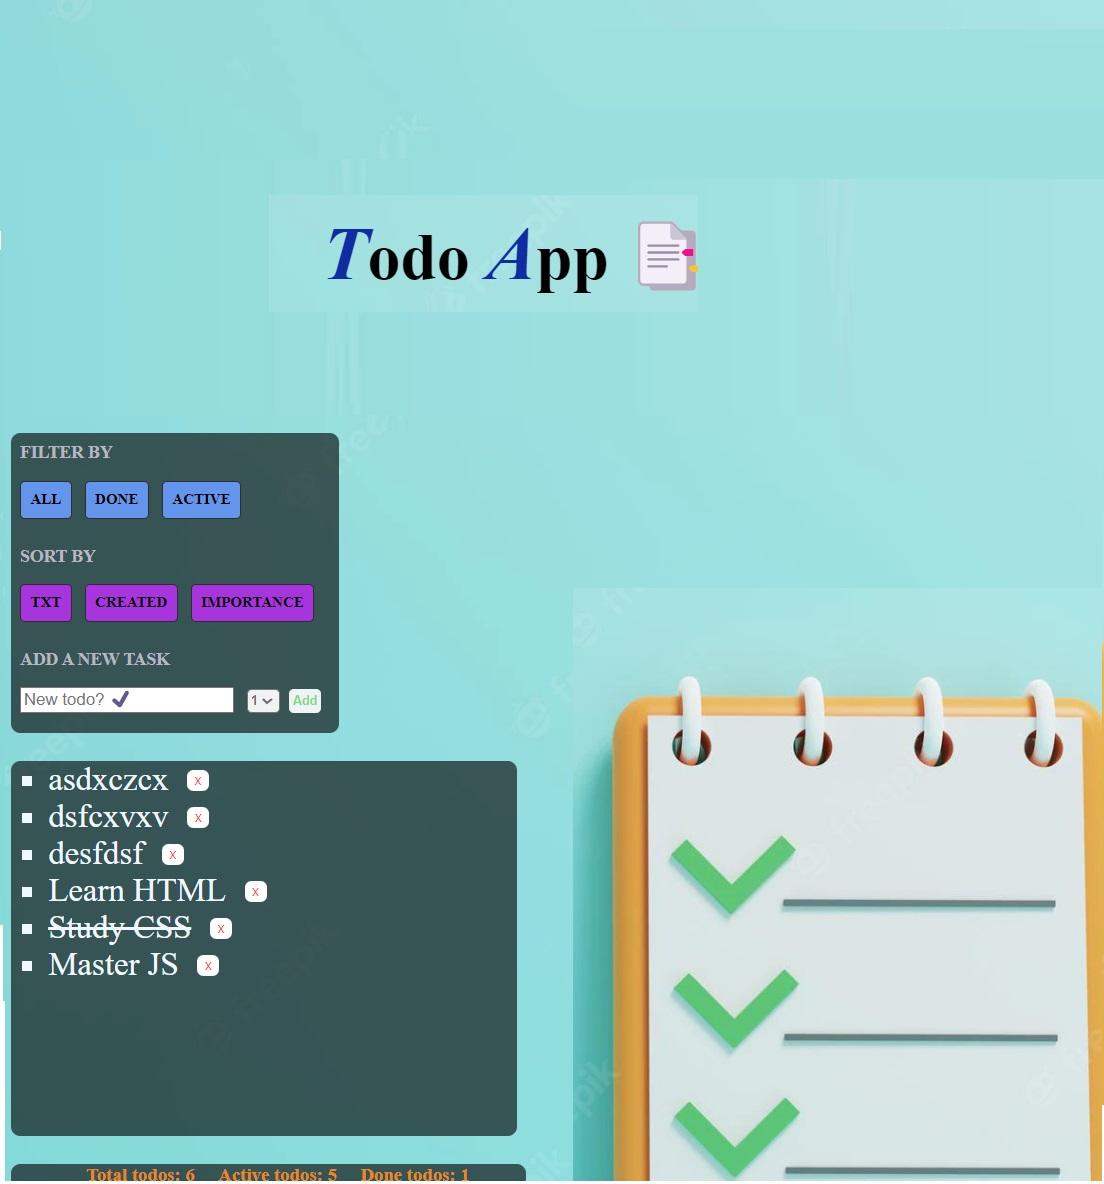 Todo App
FILTER BY
ALL DONE ACTIVE
SORT BY
TXT CREATED IMPORTANCE
ADD A NEW TASK
New todo? 1 Add
asdxczcx x
dsfcxvxv x
desfdsf x
Learn HTML x
Study CSS x
Master JS x
Total todos: 6 Active todos: 5 Done todos: 1
freepik